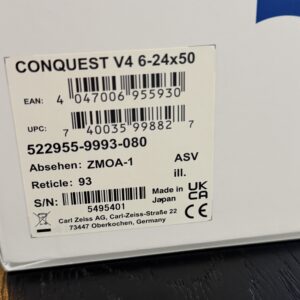 CONQUEST V4 6-24x50
EAN: 4 047006 955930
UPC: 7 40035 99882 7
522955-9993-080
Absehen: ZMOA-1 ASV
Reticle: 93 ill.
S/N: 5495401
Made in Japan
UK CA
CE
Carl Zeiss AG, Carl-Zeiss-Straße 22
73447 Oberkochen, Germany